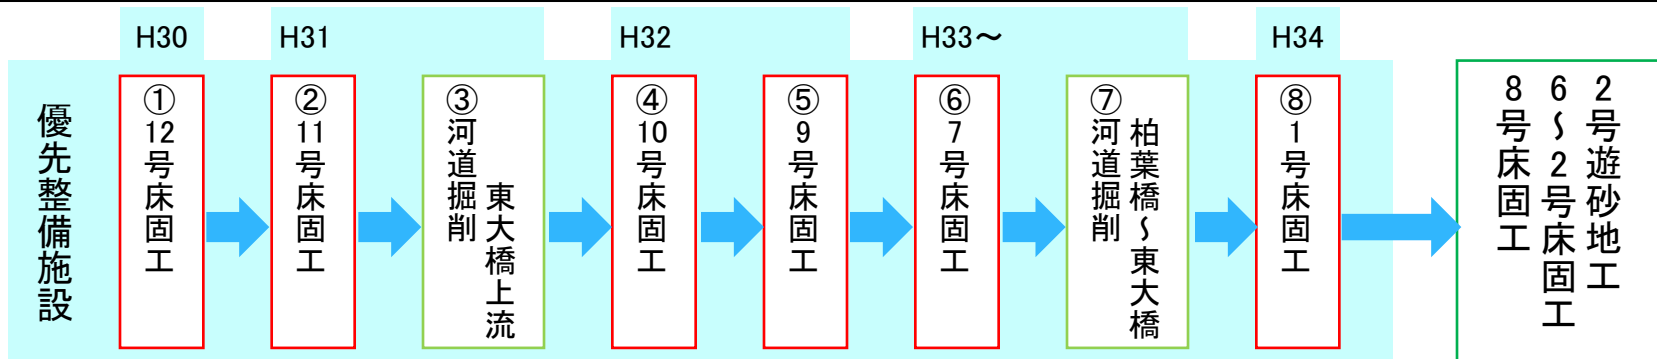 H30
H31
H32
H33～
H34
優先整備施設
①
12号床固工
②
11号床固工
③
河道掘削
東大橋上流
④
10号床固工
⑤
9号床固工
⑥
7号床固工
⑦
河道掘削
柏葉橋～東大橋
⑧
1号床固工
2号遊砂地工
6～2号床固工
8号床固工